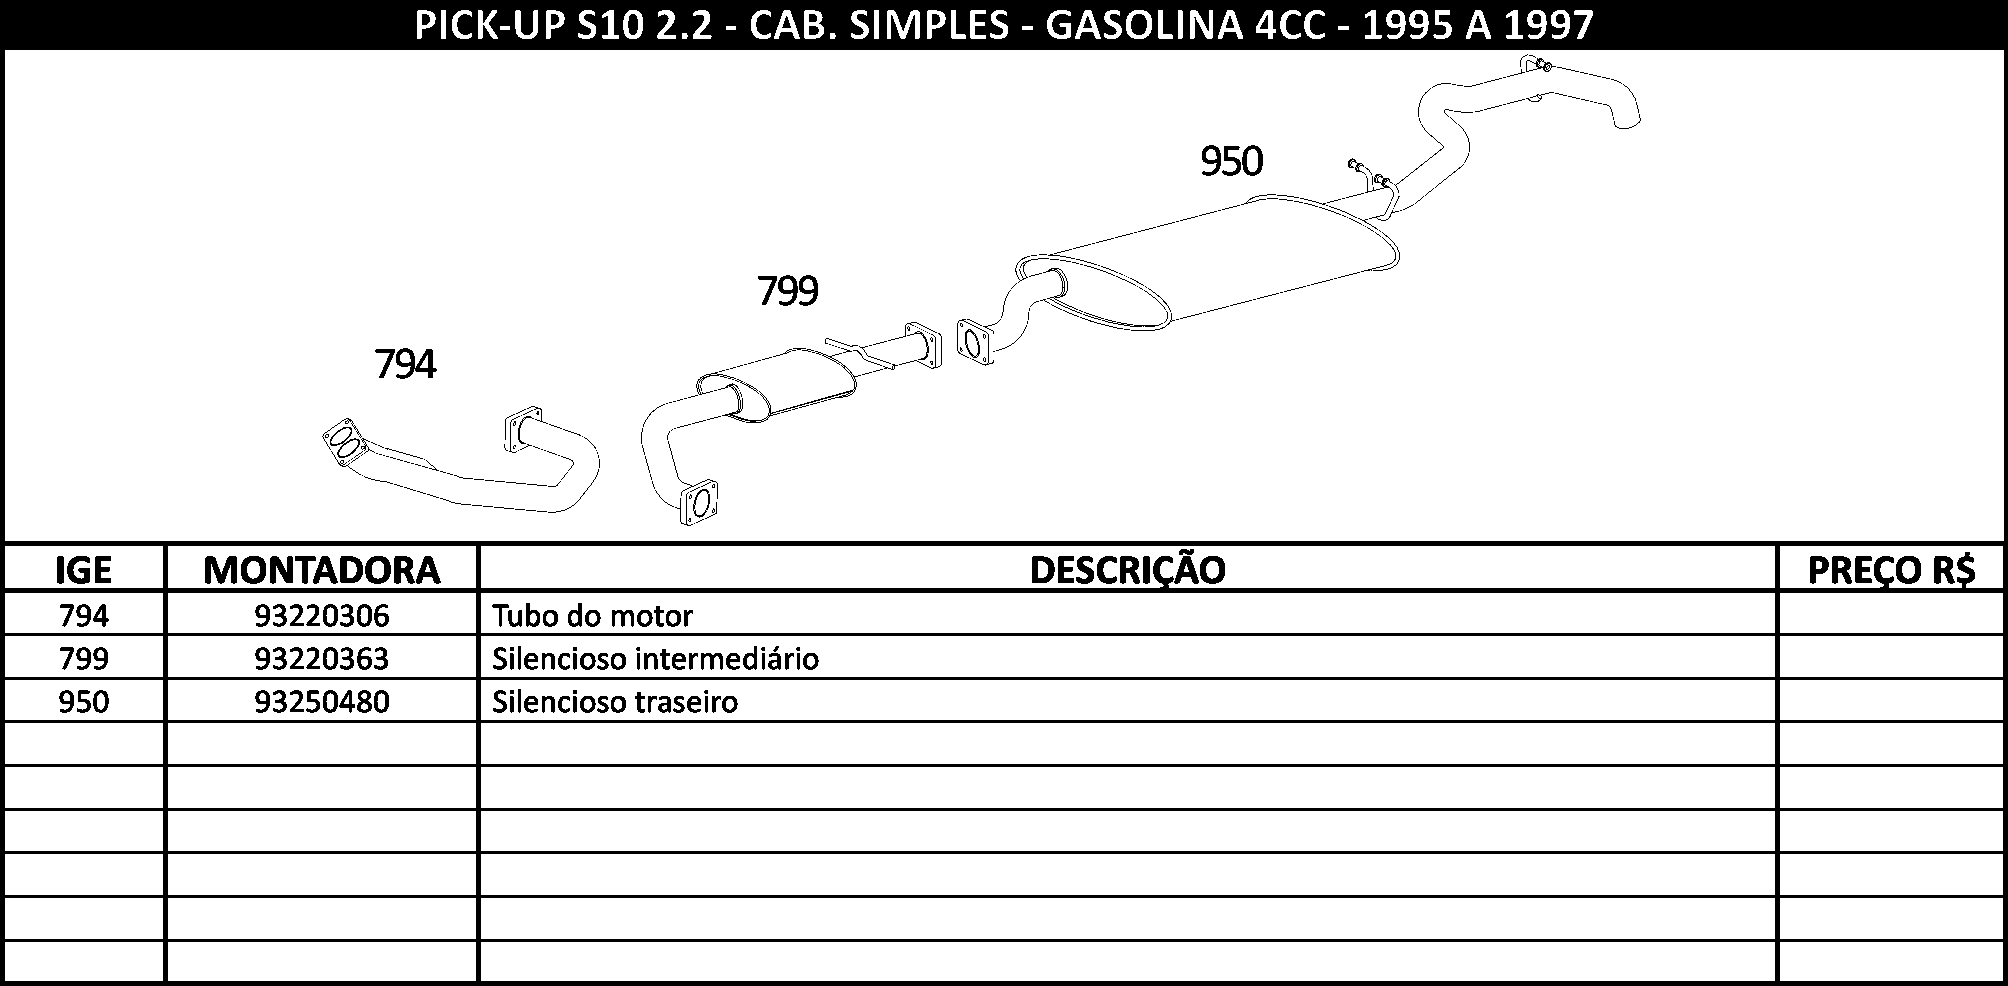 PICK-UP S10 2.2 - CAB. SIMPLES - GASOLINA 4CC - 1995 A 1997
950
799
794
IGE MONTADORA DESCRIÇÃO PREÇO R$
794 93220306 Tubo do motor
799 93220363 Silencioso intermediário
950 93250480 Silencioso traseiro